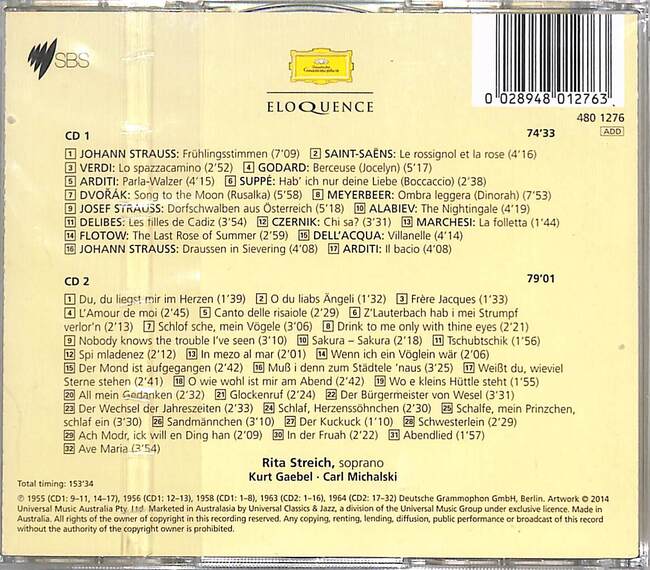 SBS
Deutsche
Grammophon
ELOQUENCE
0 028948 012763
480 1276
ADD
CD 1 74'33
1 JOHANN STRAUSS: Frühlingsstimmen (7'09) 2 SAINT-SAËNS: Le rossignol et la rose (4'16)
3 VERDI: Lo spazzacamino (2'52) 4 GODARD: Berceuse (Jocelyn) (5'17)
5 ARDITI: Parla-Walzer (4'15) 6 SUPPÉ: Hab' ich nur deine Liebe (Boccaccio) (2'38)
7 DVOŘÁK: Song to the Moon (Rusalka) (5'58) 8 MEYERBEER: Ombra leggera (Dinorah) (7'53)
9 JOSEF STRAUSS: Dorfschwalben aus Österreich (5'18) 10 ALABIEV: The Nightingale (4'19)
11 DELIBES: Les filles de Cadiz (3'54) 12 CZERNIK: Chi sa? (3'31) 13 MARCHESI: La folletta (1'44)
14 FLOTOW: The Last Rose of Summer (2'59) 15 DELL'ACQUA: Villanelle (4'14)
16 JOHANN STRAUSS: Draussen in Sievering (4'08) 17 ARDITI: Il bacio (4'08)
CD 2 79'01
1 Du, du liegst mir im Herzen (1'39) 2 O du liabs Ängeli (1'32) 3 Frère Jacques (1'33)
4 L'Amour de moi (2'45) 5 Canto delle risaiole (2'29) 6 Z'Lauterbach hab i mei Strumpf
verlor'n (2'13) 7 Schlof sche, mein Vögele (3'06) 8 Drink to me only with thine eyes (2'21)
9 Nobody knows the trouble I've seen (3'10) 10 Sakura – Sakura (2'18) 11 Tschubtschik (1'56)
12 Spi mladenez (2'12) 13 In mezo al mar (2'01) 14 Wenn ich ein Vöglein wär (2'06)
15 Der Mond ist aufgegangen (2'42) 16 Muß i denn zum Städtele 'naus (3'25) 17 Weißt du, wieviel
Sterne stehen (2'41) 18 O wie wohl ist mir am Abend (2'42) 19 Wo e kleins Hüttle steht (1'55)
20 All mein Gedanken (2'32) 21 Glockenruf (2'24) 22 Der Bürgermeister von Wesel (3'31)
23 Der Wechsel der Jahreszeiten (2'33) 24 Schlaf, Herzenssöhnchen (2'30) 25 Schalfe, mein Prinzchen,
schlaf ein (3'30) 26 Sandmännchen (3'10) 27 Der Kuckuck (1'10) 28 Schwesterlein (2'29)
29 Ach Modr, ick will en Ding han (2'09) 30 In der Fruah (2'22) 31 Abendlied (1'57)
32 Ave Maria (3'54)
Rita Streich, soprano
Kurt Gaebel · Carl Michalski
Total timing: 153'34
℗ 1955 (CD1: 9–11, 14–17), 1956 (CD1: 12–13), 1958 (CD1: 1–8), 1963 (CD2: 1–16), 1964 (CD2: 17–32) Deutsche Grammophon GmbH, Berlin. Artwork © 2014
Universal Music Australia Pty. Ltd. Marketed in Australasia by Universal Classics & Jazz, a division of the Universal Music Group under exclusive licence. Made in
Australia. All rights of the owner of copyright in this recording reserved. Any copying, renting, lending, diffusion, public performance or broadcast of this record
without the authority of the copyright owner is prohibited.